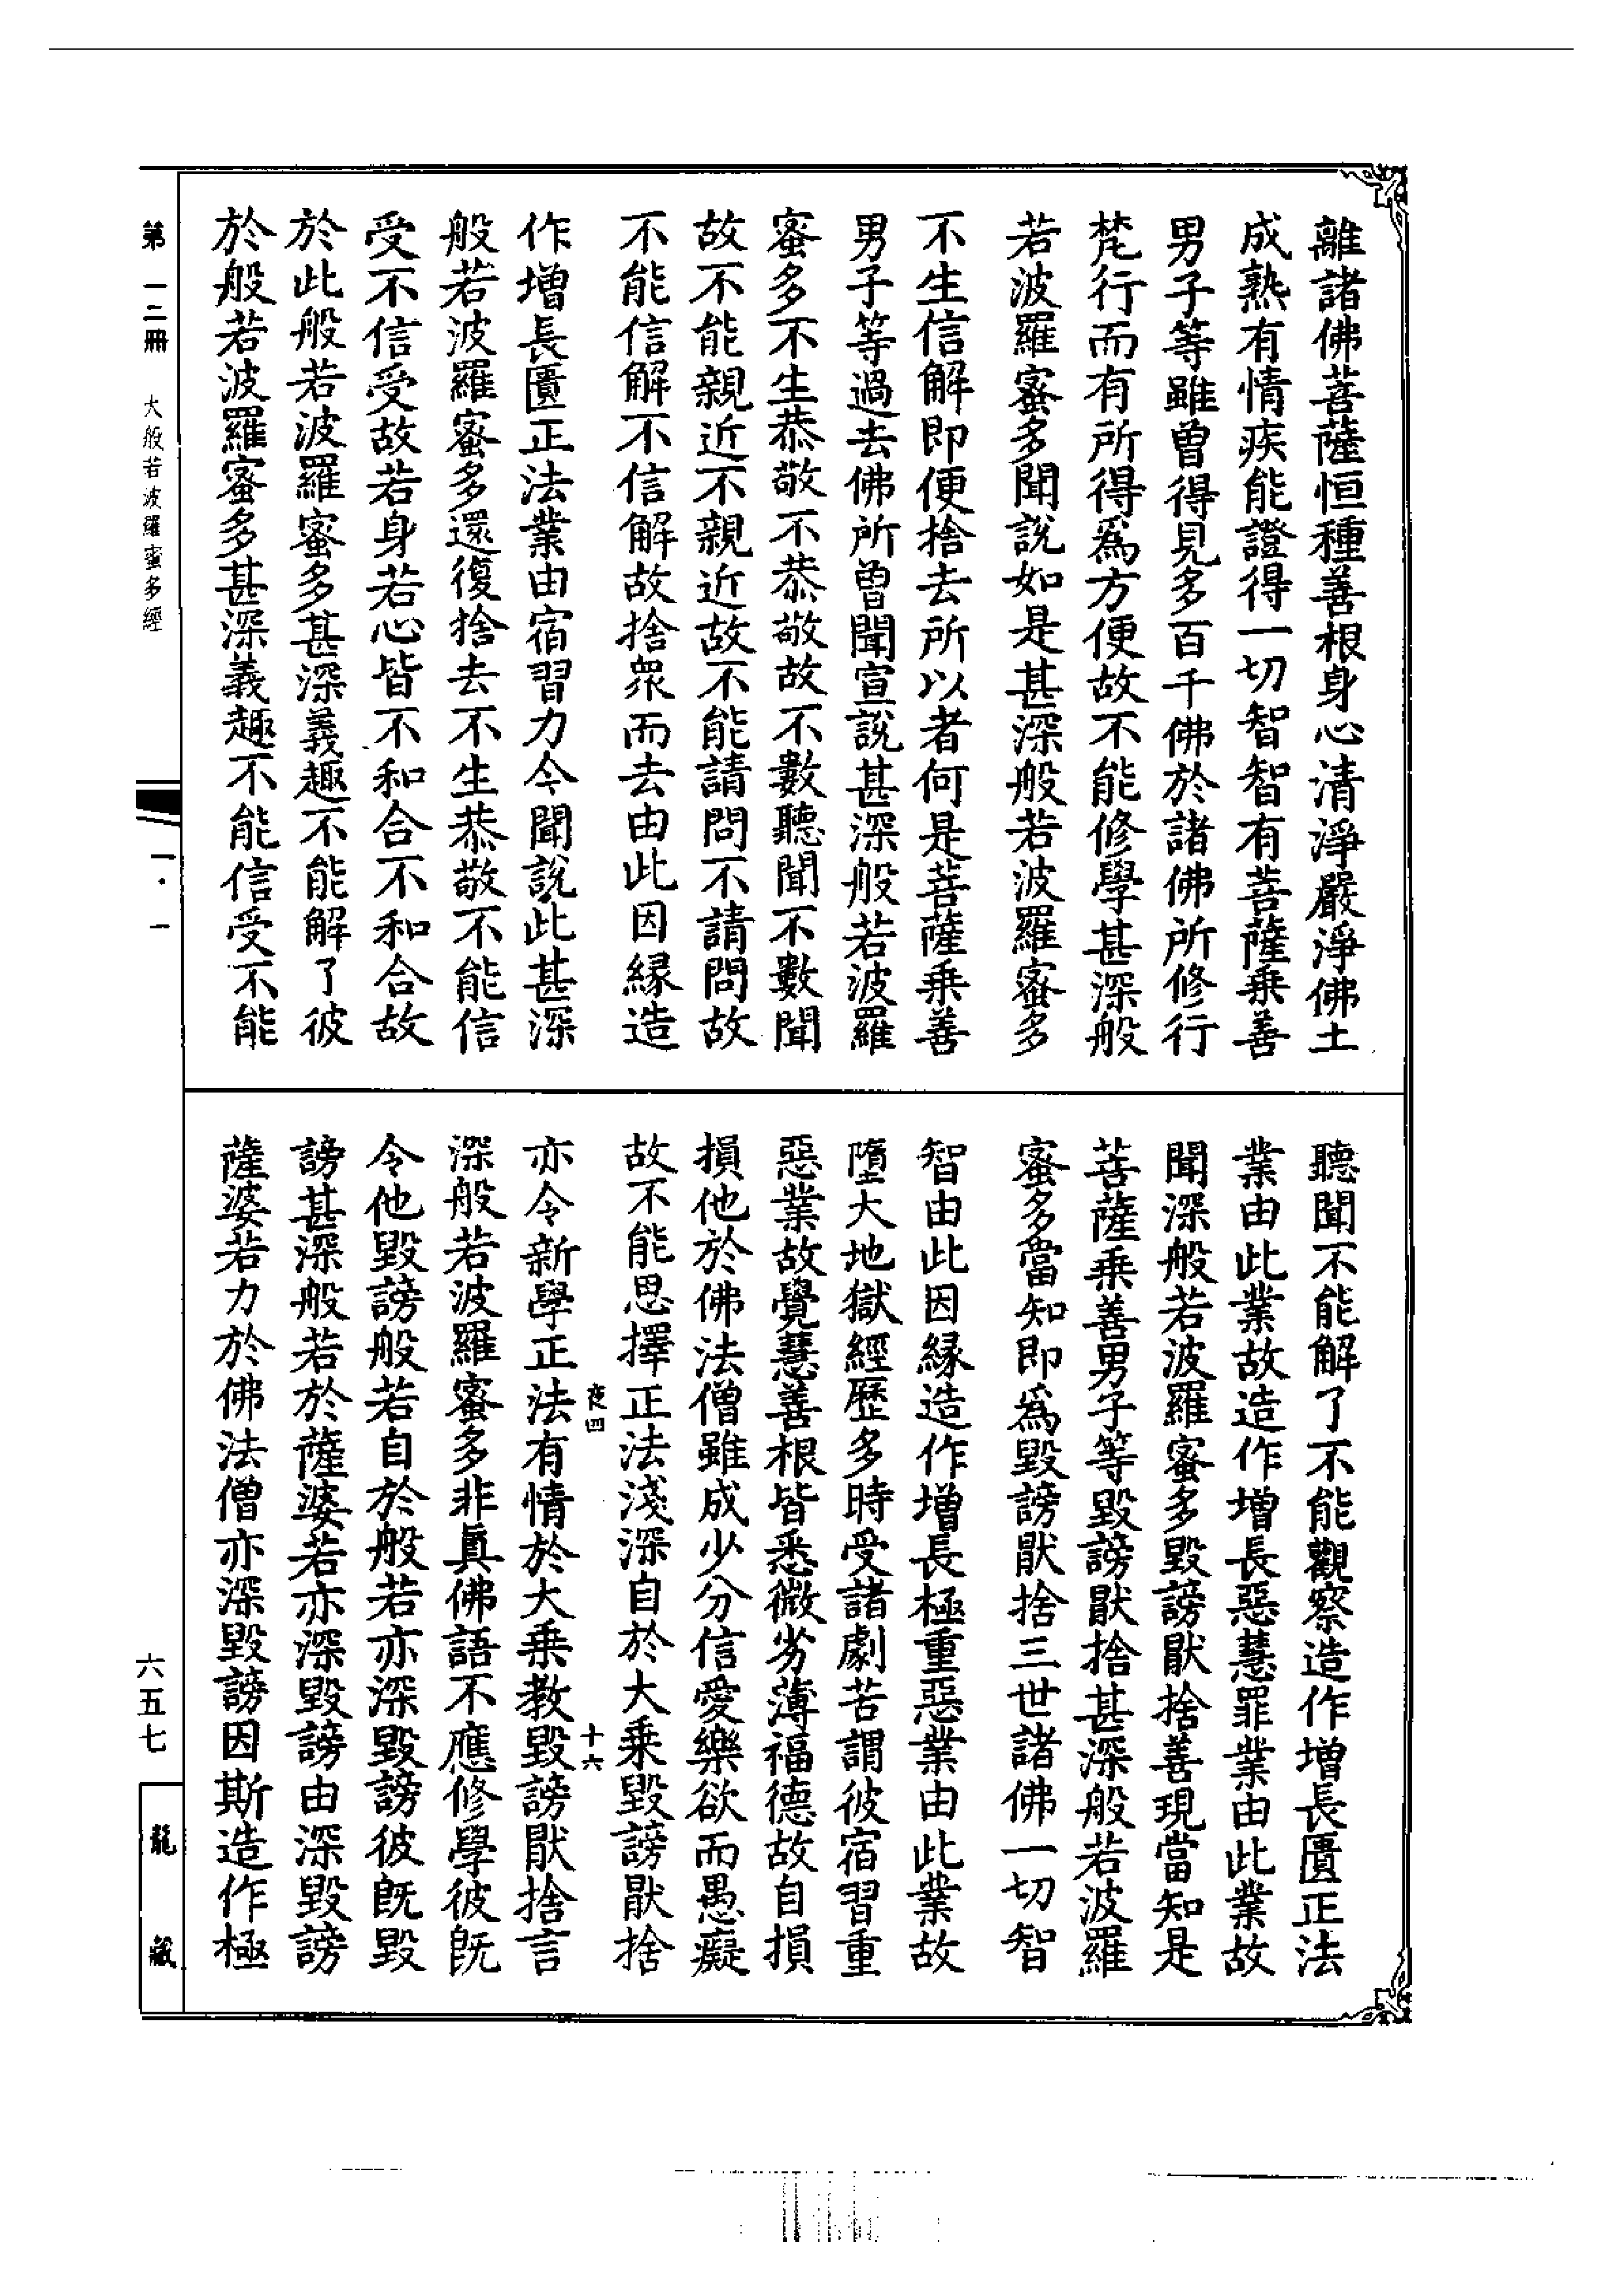 離諸佛菩薩恒種善根身心清淨嚴淨佛土
成熟有情疾能證得一切智智有菩薩乗善
男子等雖曾得見多百千佛於諸佛所修行
梵行而有所得爲方便故不能修學甚深般
若波羅蜜多聞說如是甚深般若波羅蜜多
不生信解即便捨去所以者何是菩薩乗善
男子等過去佛所曾聞宣說甚深般若波羅
蜜多不生恭敬不恭敬故不數聽聞不數聞
故不能親近不親近故不能請問不請問故
不能信解不信解故捨衆而去由此因縁造
作增長匱正法業由宿習力今聞說此甚深
般若波羅蜜多還復捨去不生恭敬不能信
受不信受故若身若心皆不和合不和合故
於此般若波羅蜜多甚深義趣不能解了彼
於般若波羅蜜多甚深義趣不能信受不能
聽聞不能解了不能觀察造作增長匱正法
業由此業故造作增長惡慧罪業由此業故
聞深般若波羅蜜多毀謗猒捨善現當知是
菩薩乗善男子等毀謗猒捨甚深般若波羅
蜜多當知即爲毀謗猒捨三世諸佛一切智
智由此因縁造作增長極重惡業由此業故
墮大地獄經歷多時受諸劇苦謂彼宿習重
惡業故覺慧善根皆悉微劣薄福德故自損
損他於佛法僧雖成少分信愛樂欲而愚癡
故不能思擇正法淺深自於大乗毀謗猒捨
夜四 十六
亦令新學正法有情於大乗教毀謗猒捨言
深般若波羅蜜多非眞佛語不應修學彼旣
令他毀謗般若自於般若亦深毀謗彼旣毀
謗甚深般若於薩婆若亦深毀謗由深毀謗
薩婆若力於佛法僧亦深毀謗因斯造作極
第一二冊 大般若波羅蜜多經
一·一
六五七
龍藏